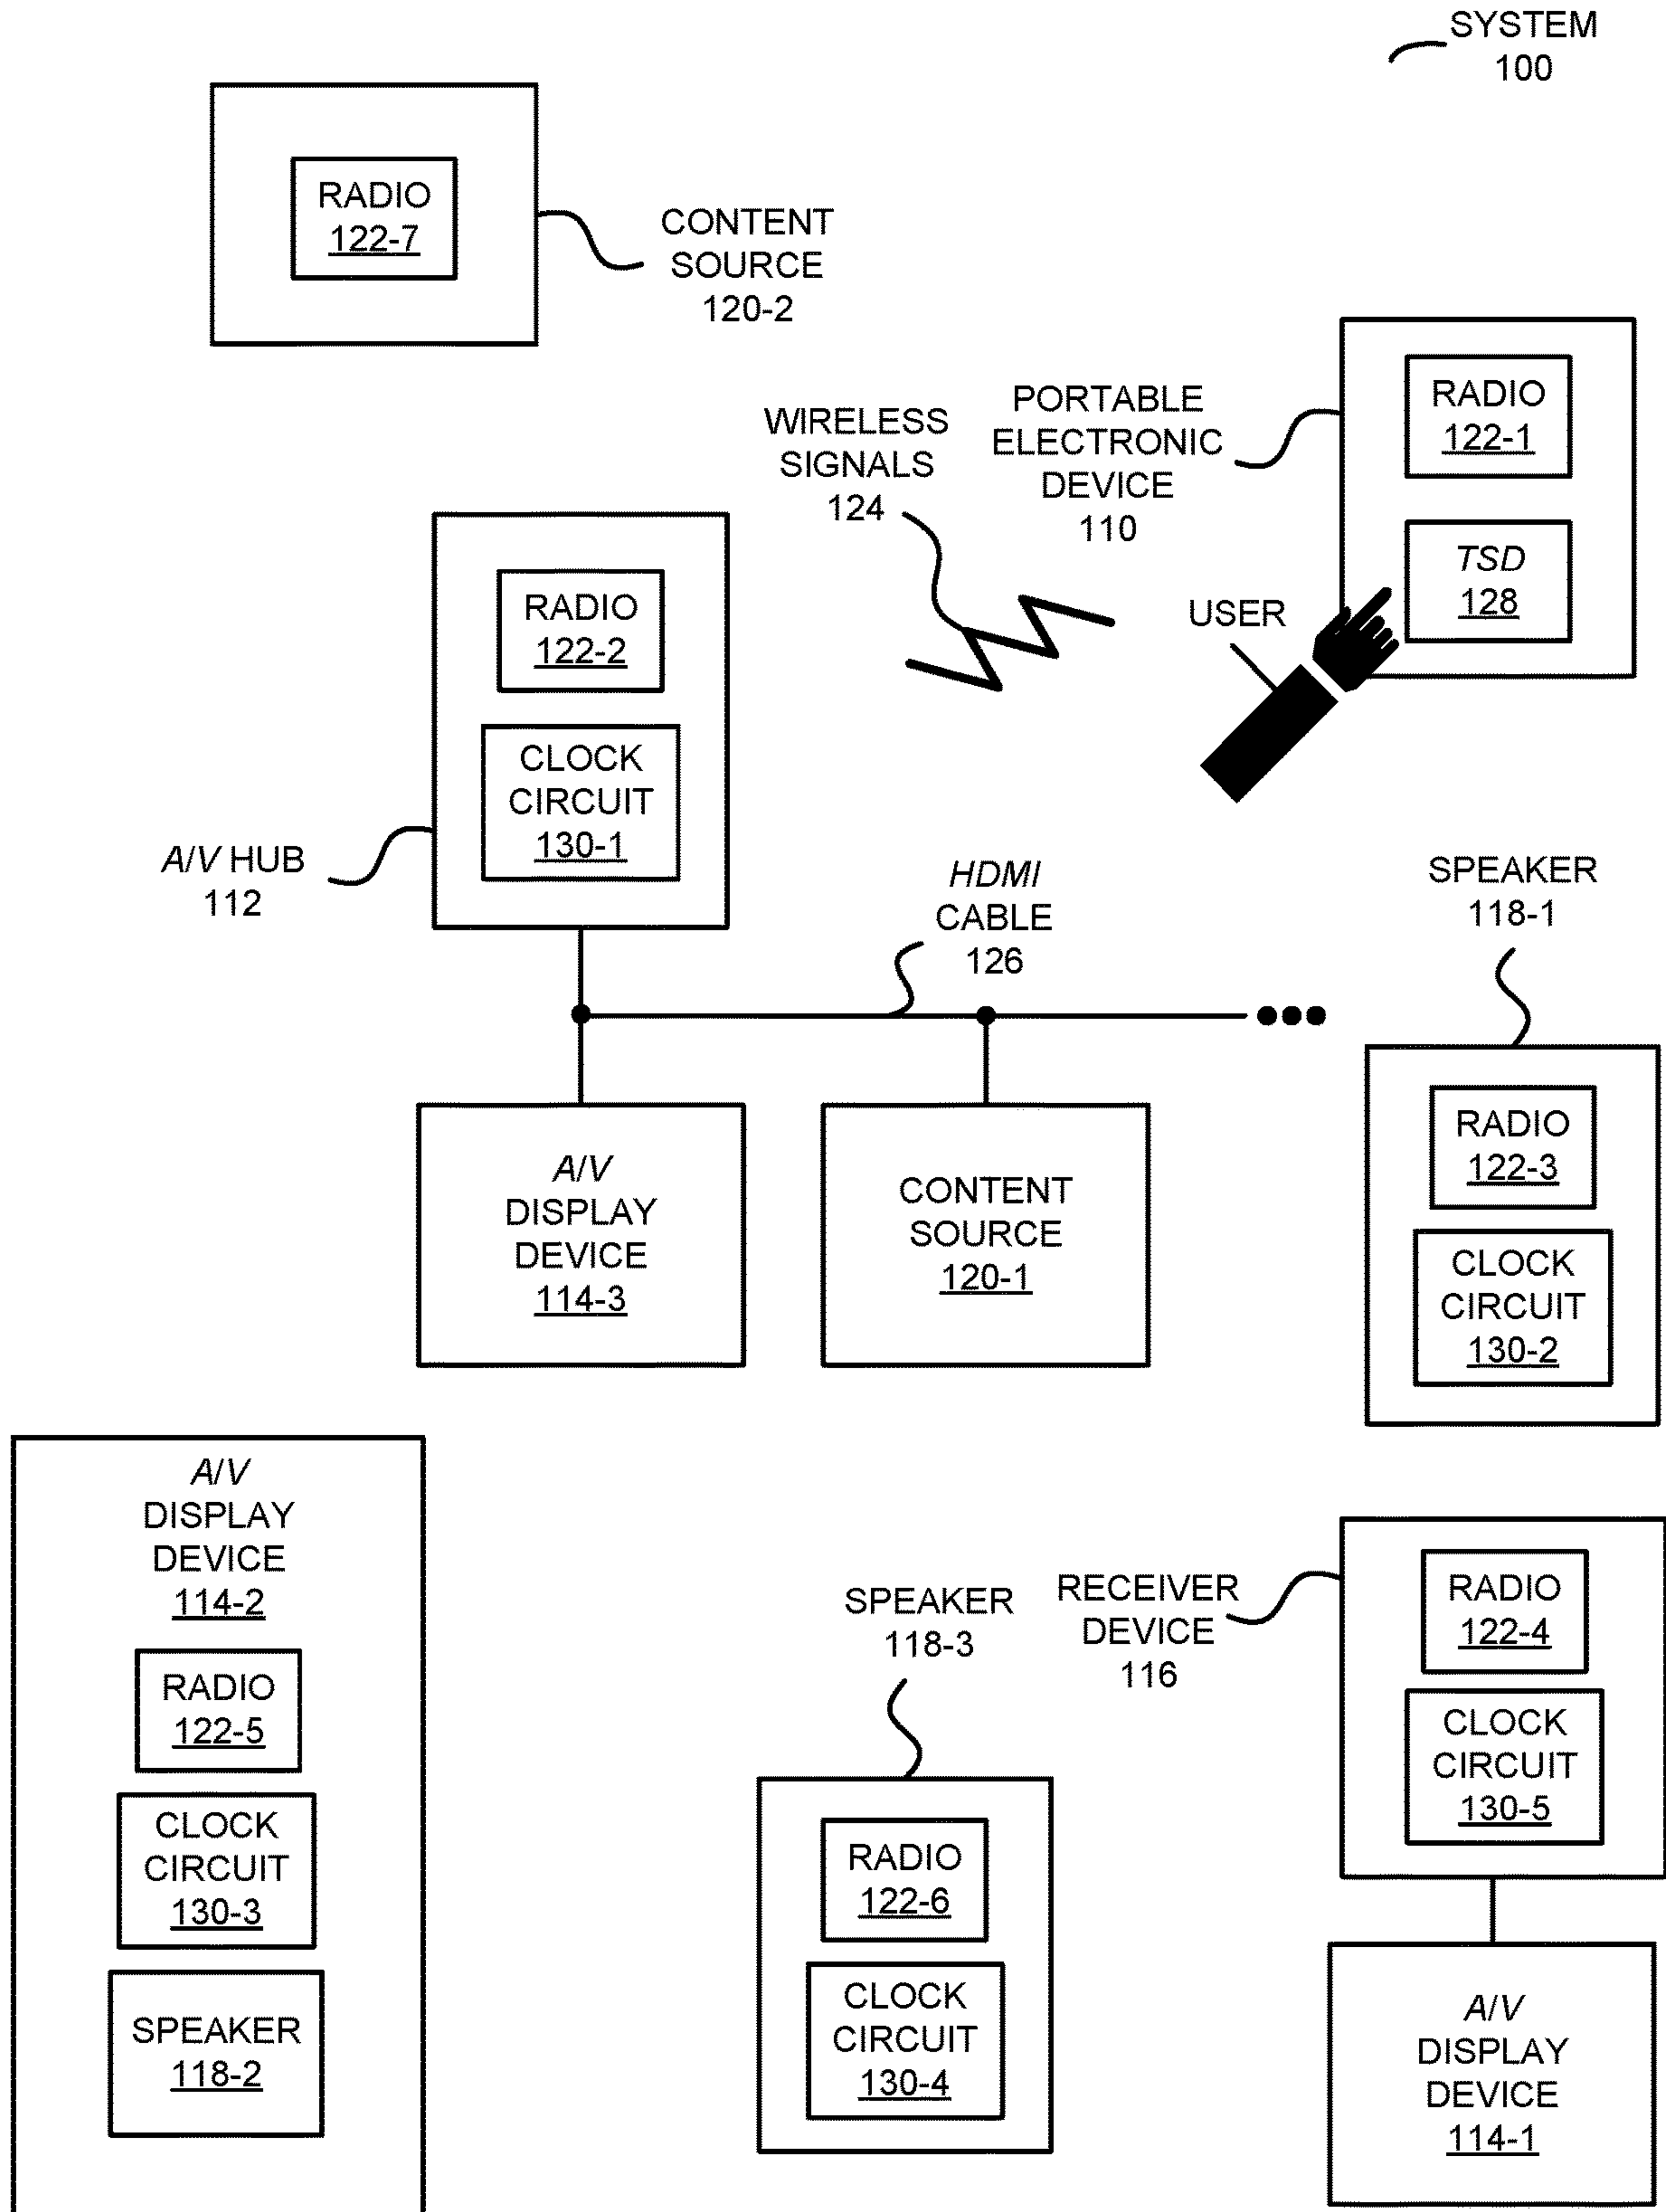 SYSTEM
100
RADIO
122-7
CONTENT
SOURCE
120-2
WIRELESS
SIGNALS
124
PORTABLE
ELECTRONIC
DEVICE
110
RADIO
122-1
TSD
128
USER
RADIO
122-2
CLOCK
CIRCUIT
130-1
A/V HUB
112
HDMI
CABLE
126
SPEAKER
118-1
A/V
DISPLAY
DEVICE
114-3
CONTENT
SOURCE
120-1
RADIO
122-3
CLOCK
CIRCUIT
130-2
A/V
DISPLAY
DEVICE
114-2
RADIO
122-5
CLOCK
CIRCUIT
130-3
SPEAKER
118-2
SPEAKER
118-3
RADIO
122-6
CLOCK
CIRCUIT
130-4
RECEIVER
DEVICE
116
RADIO
122-4
CLOCK
CIRCUIT
130-5
A/V
DISPLAY
DEVICE
114-1